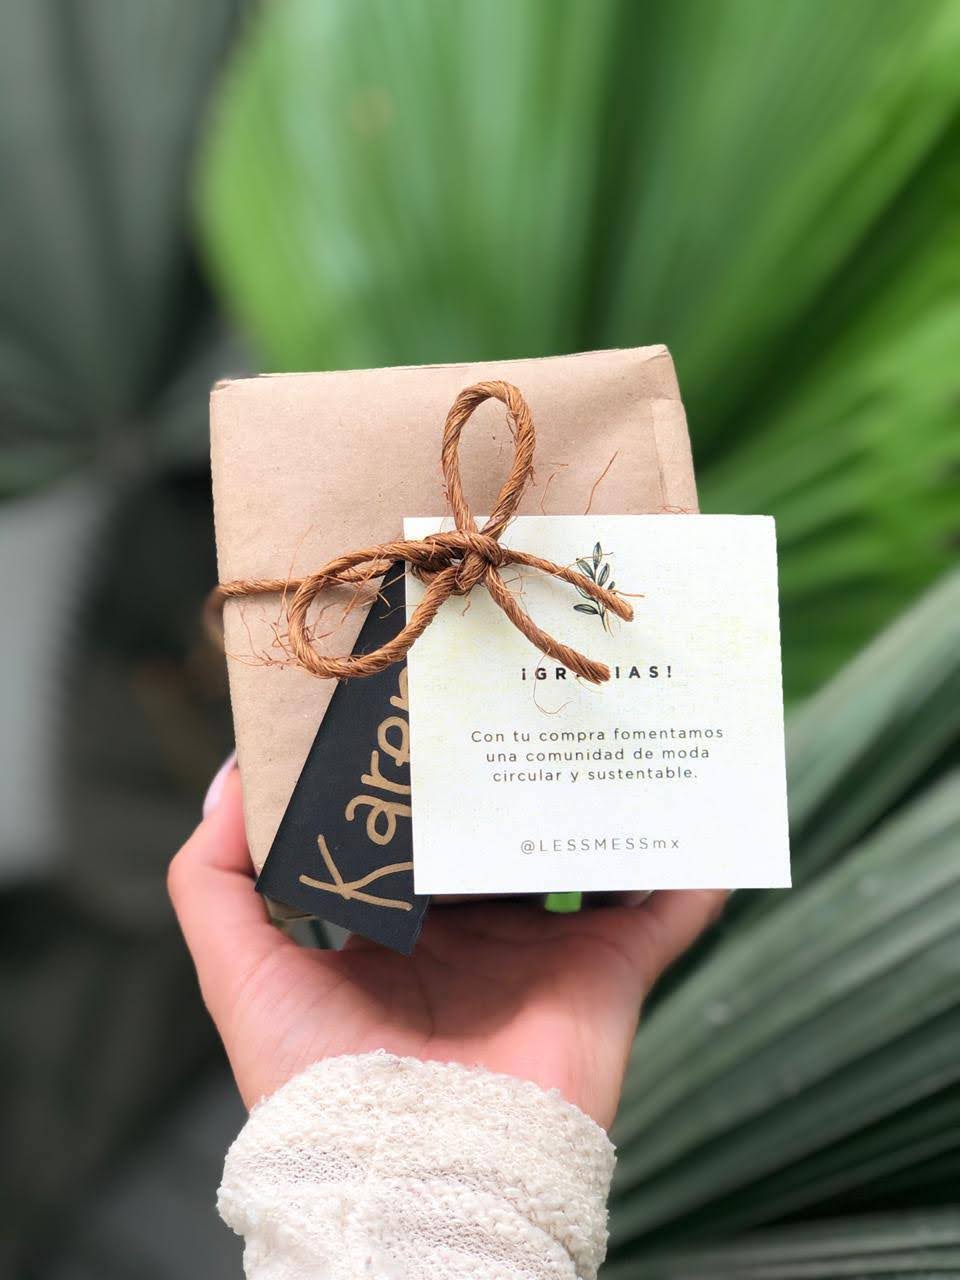 Karen
¡GRACIAS!
Con tu compra fomentamos
una comunidad de moda
circular y sustentable.
@LESSMESSmx